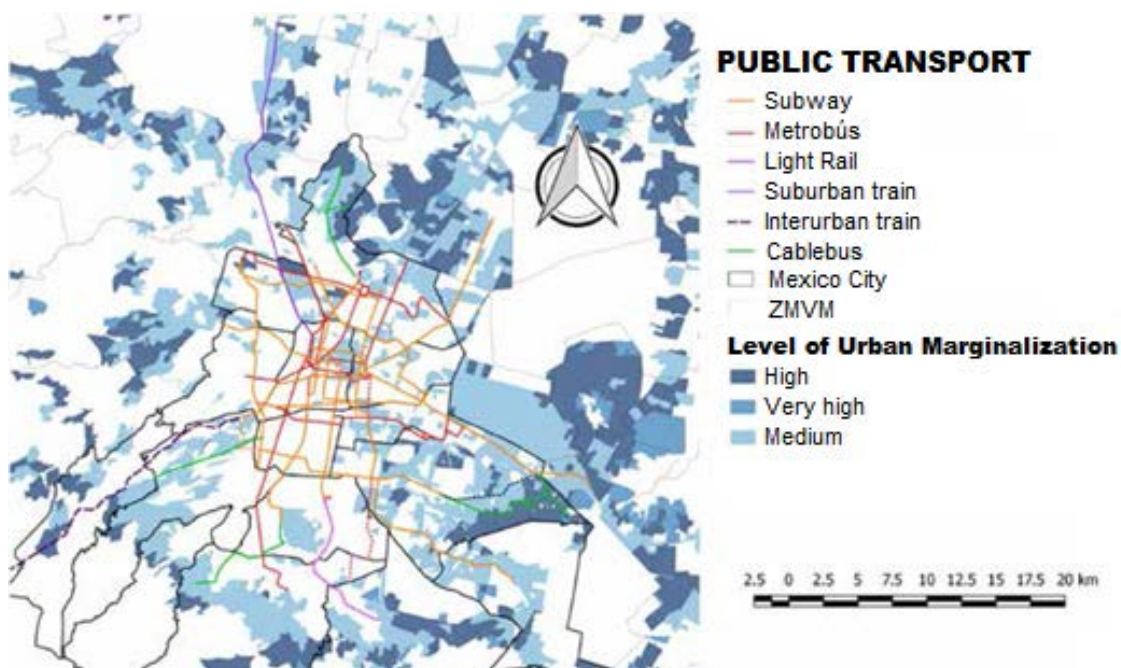 PUBLIC TRANSPORT
Subway
Metrobús
Light Rail
Suburban train
Interurban train
Cablebus
Mexico City
ZMVM
Level of Urban Marginalization
High
Very high
Medium
2.5 0 2.5 5 7.5 10 12.5 15 17.5 20 km